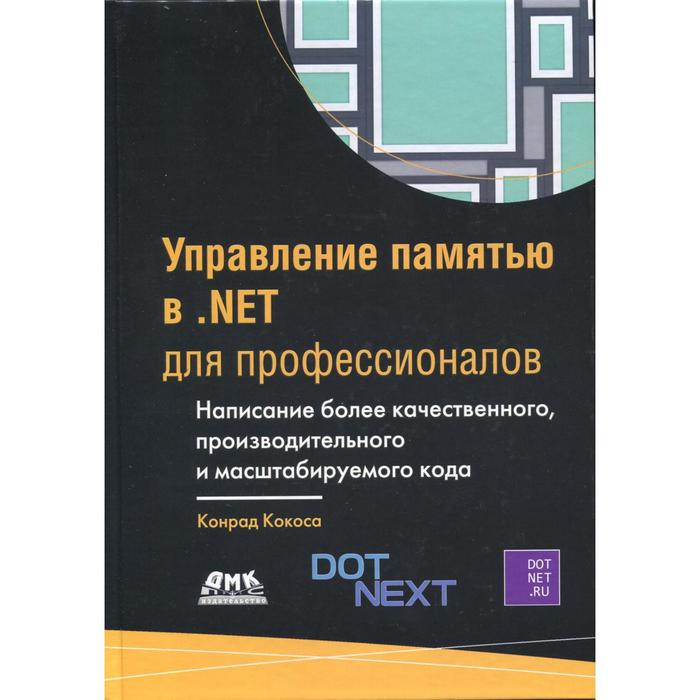 Управление памятью
в .NET
для профессионалов
Написание более качественного,
производительного
и масштабируемого кода
Конрад Кокоса
ДМК
издательство
DOT
NEXT
DOT
NET
.RU